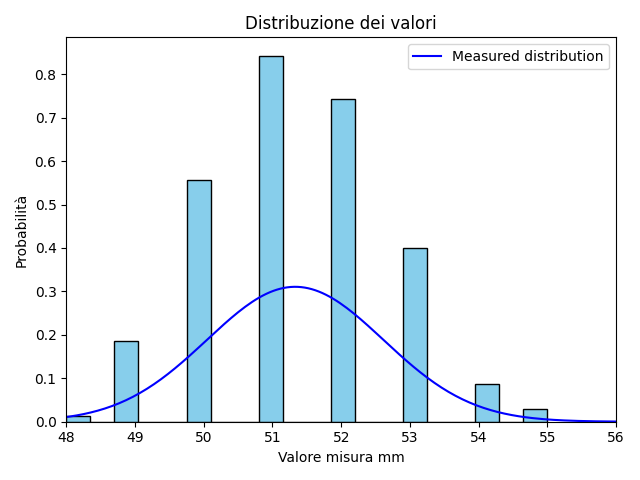 Distribuzione dei valori
Measured distribution
Probabilità
0.8
0.7
0.6
0.5
0.4
0.3
0.2
0.1
0.0
48 49 50 51 52 53 54 55 56
Valore misura mm